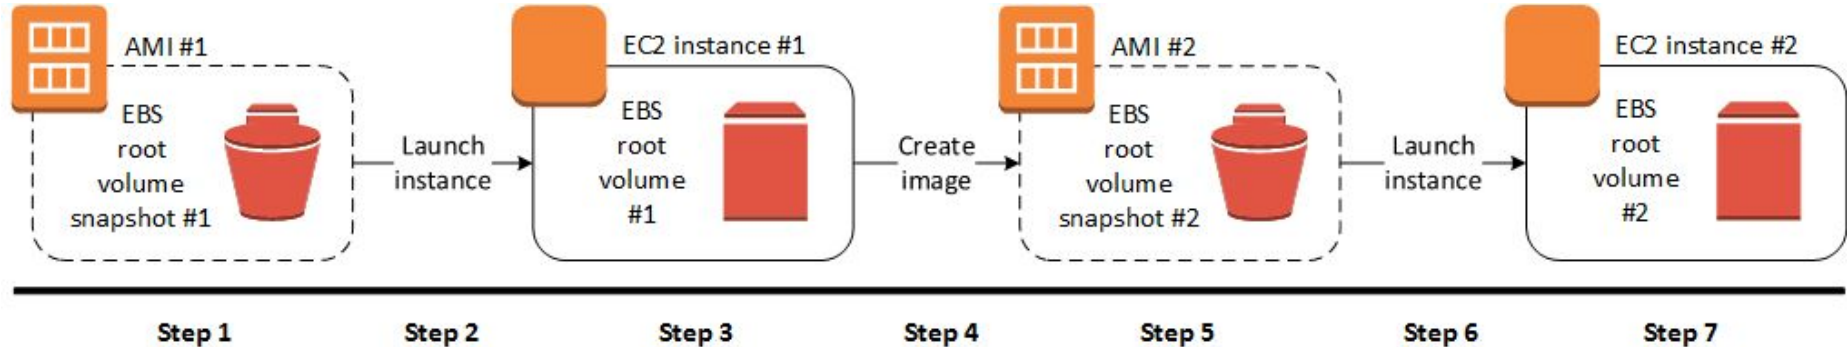 AMI #1
EBS
root
volume
snapshot #1
Launch
instance
EC2 instance #1
EBS
root
volume
#1
Create
image
AMI #2
EBS
root
volume
snapshot #2
Launch
instance
EC2 instance #2
EBS
root
volume
#2
Step 1
Step 2
Step 3
Step 4
Step 5
Step 6
Step 7